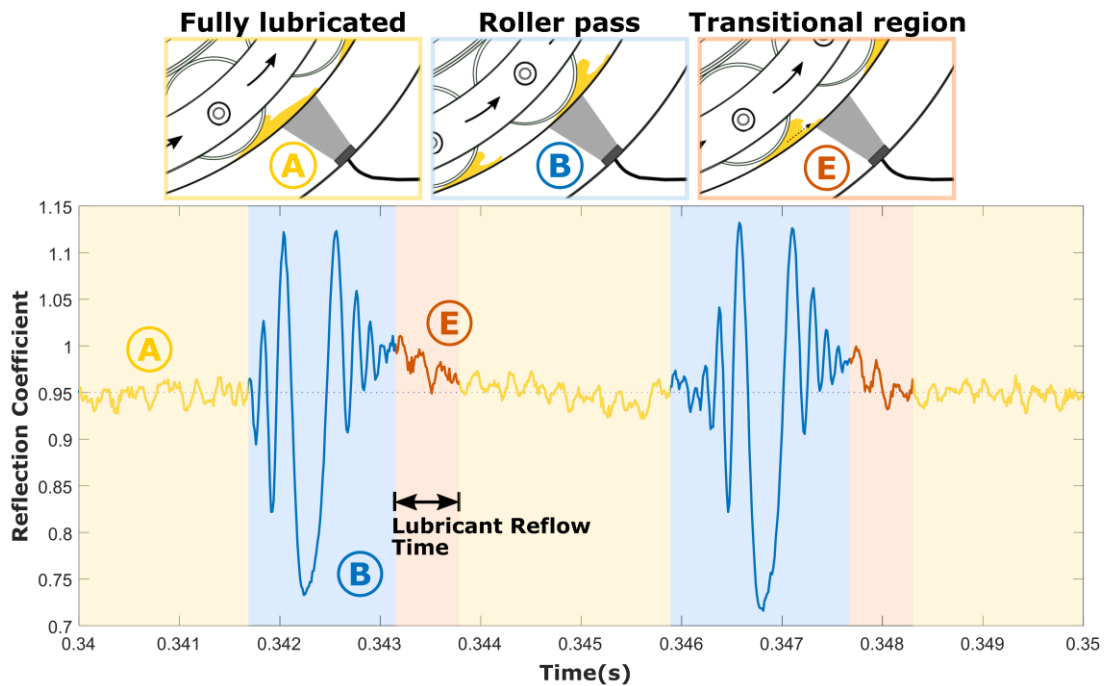 Fully lubricated
Roller pass
Transitional region
A
B
E
1.15
1.1
1.05
1
0.95
0.9
0.85
0.8
0.75
0.7
Reflection Coefficient
A
E
Lubricant Reflow
Time
B
0.34
0.341
0.342
0.343
0.344
0.345
0.346
0.347
0.348
0.349
0.35
Time(s)